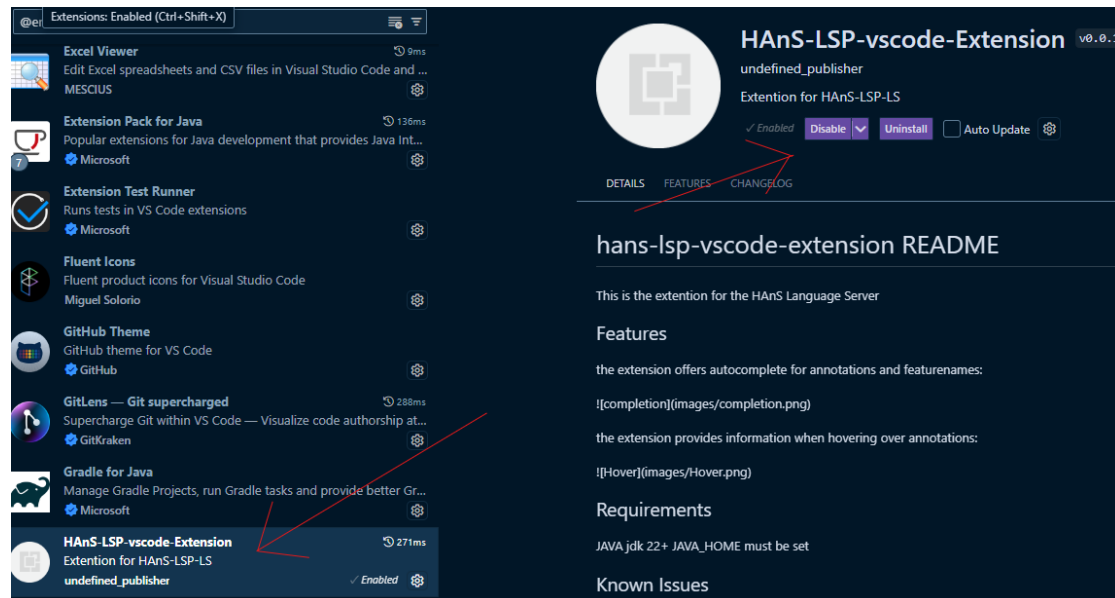 @er
Extensions: Enabled (Ctrl+Shift+X)
Excel Viewer
9ms
Edit Excel spreadsheets and CSV files in Visual Studio Code and ...
MESCIUS
Extension Pack for Java
136ms
Popular extensions for Java development that provides Java Int...
7
Microsoft
Extension Test Runner
Runs tests in VS Code extensions
Microsoft
Fluent Icons
Fluent product icons for Visual Studio Code
Miguel Solorio
GitHub Theme
GitHub theme for VS Code
GitHub
GitLens — Git supercharged
288ms
Supercharge Git within VS Code — Visualize code authorship at...
GitKraken
Gradle for Java
Manage Gradle Projects, run Gradle tasks and provide better Gr...
Microsoft
HAnS-LSP-vscode-Extension
271ms
Extention for HAnS-LSP-LS
undefined_publisher
Enabled
HAnS-LSP-vscode-Extension
v0.0.1
undefined_publisher
Extention for HAnS-LSP-LS
Enabled
Disable
Uninstall
Auto Update
DETAILS
FEATURES
CHANGELOG
hans-lsp-vscode-extension README
This is the extention for the HAnS Language Server
Features
the extension offers autocomplete for annotations and featurenames:
![completion](images/completion.png)
the extension provides information when hovering over annotations:
![Hover](images/Hover.png)
Requirements
JAVA jdk 22+ JAVA_HOME must be set
Known Issues